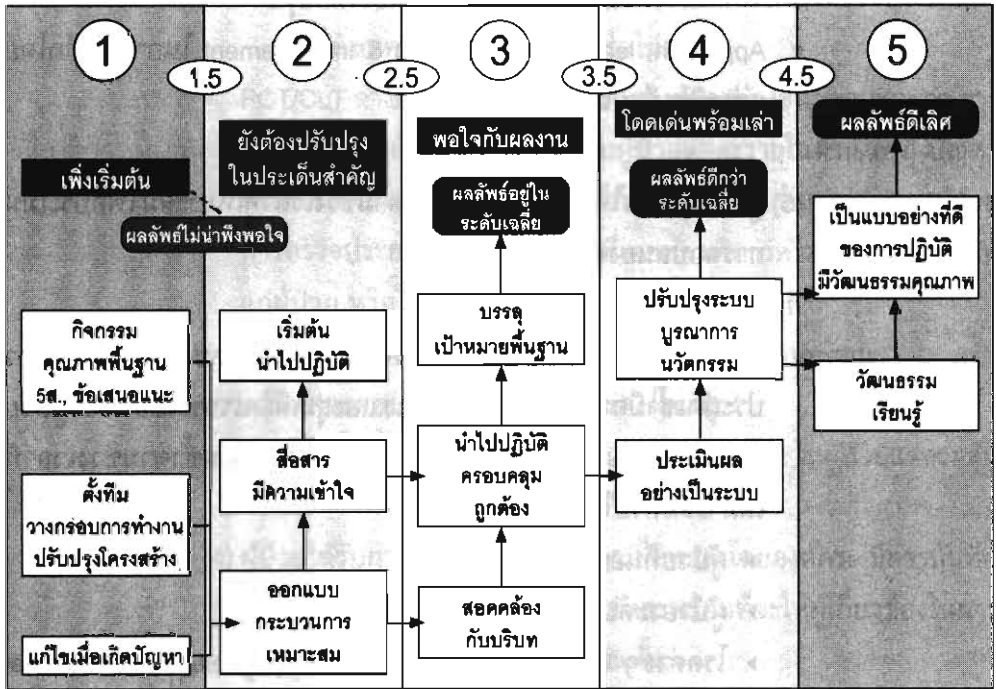 1
1.5
2
2.5
3
3.5
4
4.5
5
เพิ่งเริ่มต้น
ผลลัพธ์ไม่น่าพึงพอใจ
กิจกรรม
คุณภาพพื้นฐาน
5ส., ข้อเสนอแนะ
ตั้งทีม
วางกรอบการทำงาน
ปรับปรุงโครงสร้าง
แก้ไขเมื่อเกิดปัญหา
ยังต้องปรับปรุง
ในประเด็นสำคัญ
เริ่มต้น
นำไปปฏิบัติ
สื่อสาร
มีความเข้าใจ
ออกแบบ
กระบวนการ
เหมาะสม
พอใจกับผลงาน
ผลลัพธ์อยู่ใน
ระดับเฉลี่ย
บรรลุ
เป้าหมายพื้นฐาน
นำไปปฏิบัติ
ครอบคลุม
ถูกต้อง
สอดคล้อง
กับบริบท
โดดเด่นพร้อมเล่า
ผลลัพธ์ดีกว่า
ระดับเฉลี่ย
ปรับปรุงระบบ
บูรณาการ
นวัตกรรม
ประเมินผล
อย่างเป็นระบบ
ผลลัพธ์ดีเลิศ
เป็นแบบอย่างที่ดี
ของการปฏิบัติ
มีวัฒนธรรมคุณภาพ
วัฒนธรรม
เรียนรู้